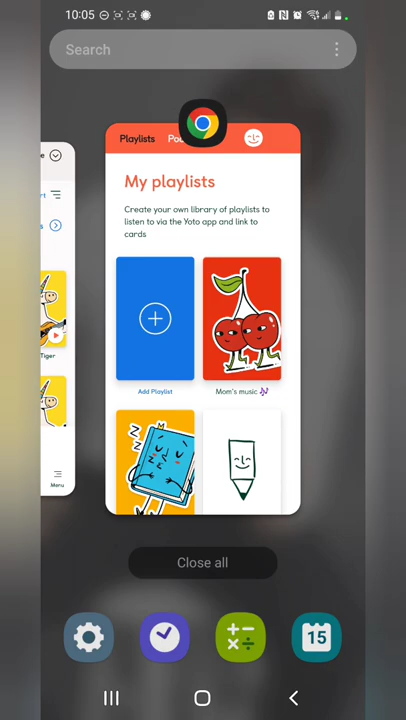 10:05
Search
Playlists
My playlists
Create your own library of playlists to
listen to via the Yoto app and link to
cards
Tiger
Menu
Add Playlist
Mom's music 🎶
z z z
Close all
15